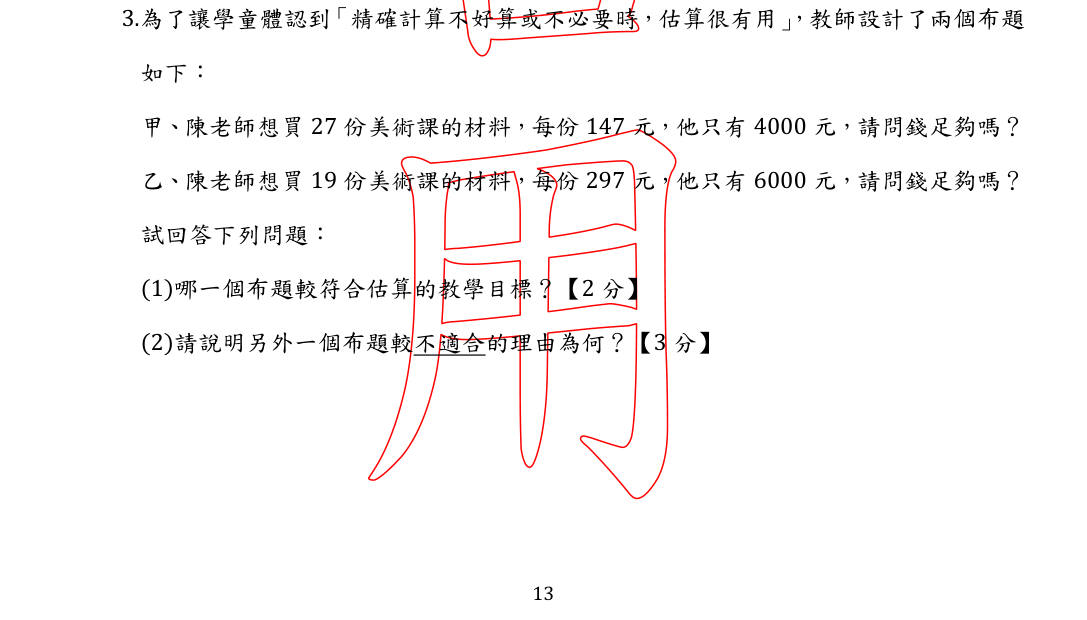 3.為了讓學童體認到「精確計算不好算或不必要時，估算很有用」，教師設計了兩個布題
如下：
甲、陳老師想買 27 份美術課的材料，每份 147 元，他只有 4000 元，請問錢足夠嗎？
乙、陳老師想買 19 份美術課的材料，每份 297 元，他只有 6000 元，請問錢足夠嗎？
試回答下列問題：
(1)哪一個布題較符合估算的教學目標？【2 分】
(2)請說明另外一個布題較不適合的理由為何？【3 分】
用
13